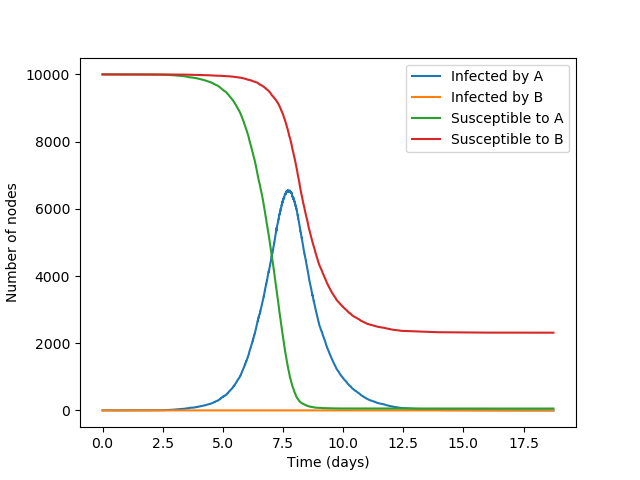 Number of nodes
10000
8000
6000
4000
2000
0
Infected by A
Infected by B
Susceptible to A
Susceptible to B
0.0 2.5 5.0 7.5 10.0 12.5 15.0 17.5
Time (days)